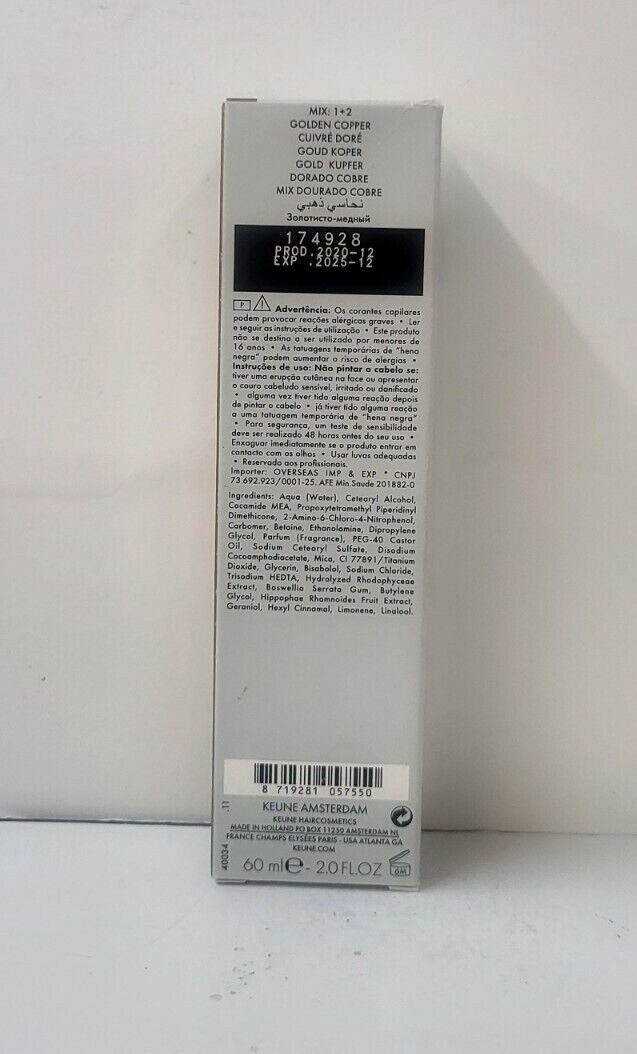 MIX: 1+2
GOLDEN COPPER
CUIVRÉ DORÉ
GOUD KOPER
GOLD KUPFER
DORADO COBRE
MIX DOURADO COBRE
نحاسي ذهبي
Золотисто-медный
174928
PROD.2020-12
EXP .2025-12
P Advertência: Os corantes capilares
podem provocar reações alérgicas graves • Ler
e seguir as instruções de utilização • Este produto
não se destina a ser utilizado por menores de
16 anos • As tatuagens temporárias de "hena
negra" podem aumentar o risco de alergias •
Instruções de uso: Não pintar o cabelo se:
tiver uma erupção cutânea na face ou apresentar
o couro cabeludo sensível, irritado ou danificado
• alguma vez tiver tido alguma reação depois
de pintar o cabelo • já tiver tido alguma reação
a uma tatuagem temporária de "hena negra"
• Para segurança, um teste de sensibilidade
deve ser realizado 48 horas antes do seu uso •
Enxaguar imediatamente se o produto entrar em
contacto com os olhos • Usar luvas adequadas
• Reservado aos profissionais.
Importer: OVERSEAS IMP & EXP * CNPJ
73.692.923/0001-25. AFE Min.Saude 201882-0
Ingredients: Aqua (Water), Cetearyl Alcohol,
Cocamide MEA, Propoxytetramethyl Piperidinyl
Dimethicone, 2-Amino-6-Chloro-4-Nitrophenol,
Carbomer, Betaine, Ethanolamine, Dipropylene
Glycol, Parfum (Fragrance), PEG-40 Castor
Oil, Sodium Cetearyl Sulfate, Disodium
Cocoamphodiacetate, Mica, CI 77891/Titanium
Dioxide, Glycerin, Bisabolol, Sodium Chloride,
Trisodium HEDTA, Hydrolyzed Rhodophyceae
Extract, Boswellia Serrata Gum, Butylene
Glycol, Hippophae Rhamnoides Fruit Extract,
Geraniol, Hexyl Cinnamal, Limonene, Linalool.
8 719281 057550
.11
KEUNE AMSTERDAM
KEUNE HAIRCOSMETICS
MADE IN HOLLAND PO BOX 11250 AMSTERDAM NL
FRANCE CHAMPS ELYSÉES PARIS - USA ATLANTA GA
KEUNE.COM
40034
60 ml e - 2.0 FL.OZ
6M